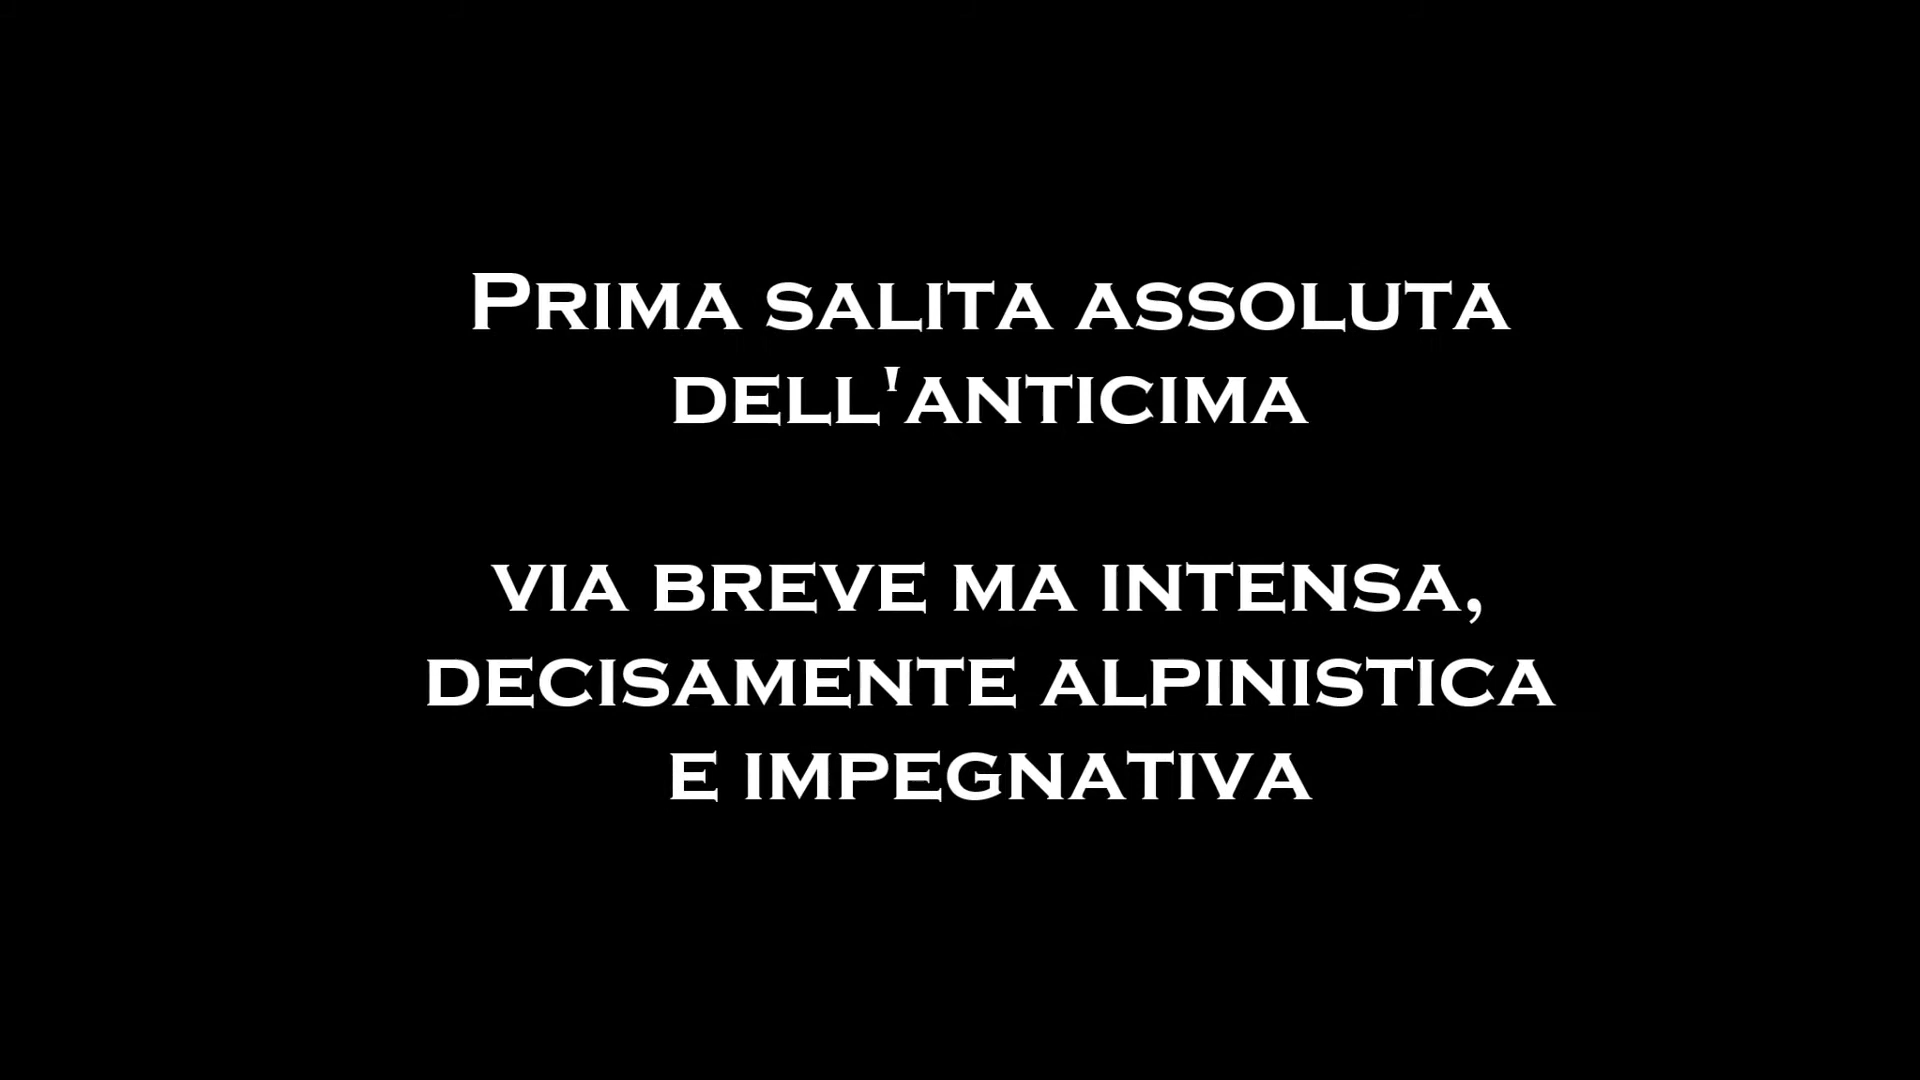 Prima salita assoluta
dell'anticima
via breve ma intensa,
decisamente alpinistica
e impegnativa